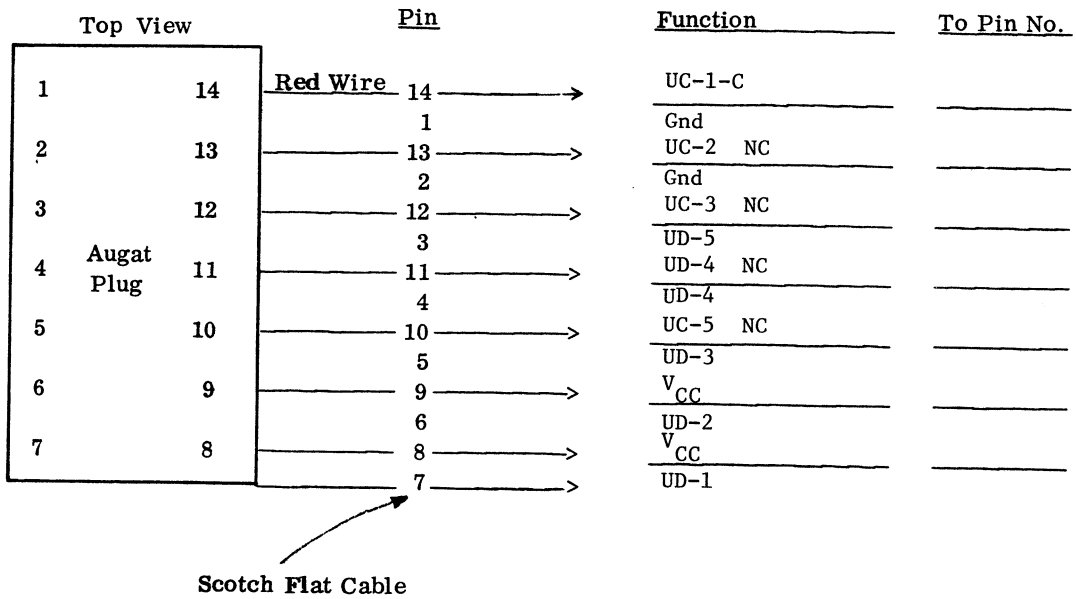 Top View Pin Function To Pin No.
1 14 Red Wire 14 UC-1-C
1 Gnd
2 13 13 UC-2 NC
2 Gnd
3 12 12 UC-3 NC
3 UD-5
Augat
4 11 11 UD-4 NC
Plug
4 UD-4
5 10 10 UC-5 NC
5 UD-3
6 9 9 VCC
6 UD-2
7 8 8 VCC
7 UD-1
Scotch Flat Cable